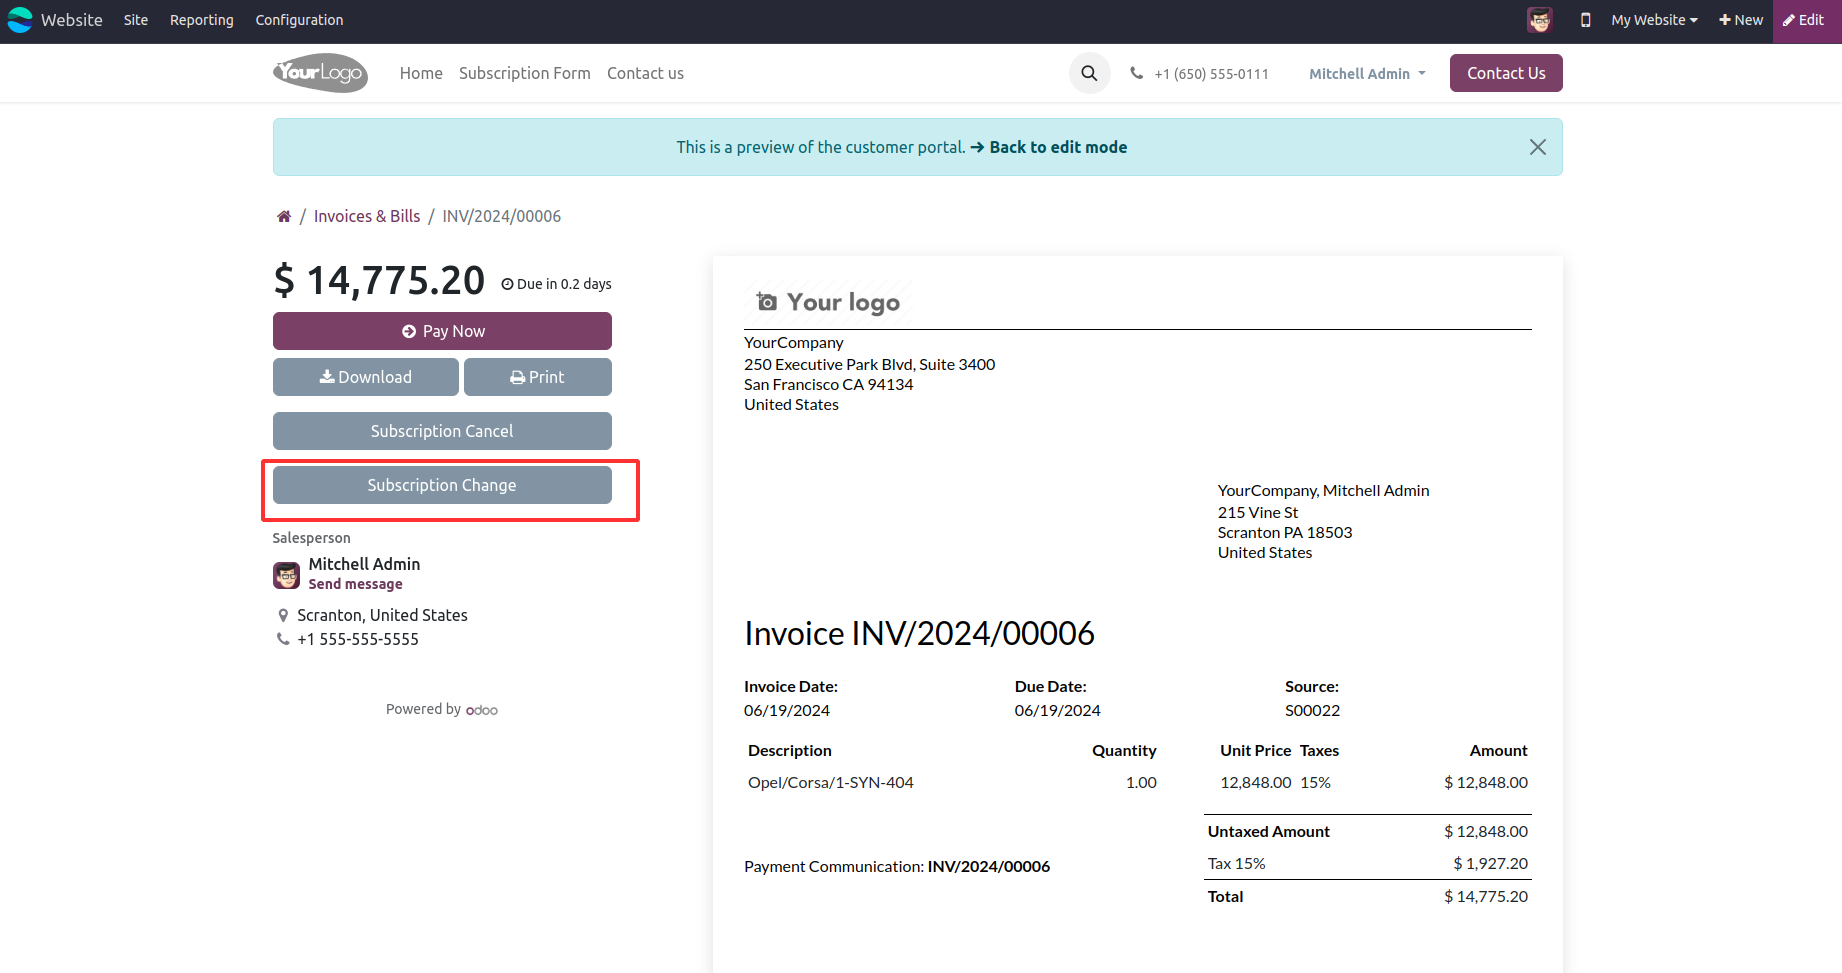 Website Site Reporting Configuration My Website New Edit
YourLogo Home Subscription Form Contact us +1 (650) 555-0111 Mitchell Admin Contact Us
This is a preview of the customer portal. Back to edit mode
/ Invoices & Bills / INV/2024/00006
$ 14,775.20 Due in 0.2 days
Pay Now
Download Print
Subscription Cancel
Subscription Change
Salesperson
Mitchell Admin
Send message
Scranton, United States
+1 555-555-5555
Powered by odoo
Your logo
YourCompany
250 Executive Park Blvd, Suite 3400
San Francisco CA 94134
United States
YourCompany, Mitchell Admin
215 Vine St
Scranton PA 18503
United States
Invoice INV/2024/00006
Invoice Date: Due Date: Source:
06/19/2024 06/19/2024 S00022
Description Quantity Unit Price Taxes Amount
Opel/Corsa/1-SYN-404 1.00 12,848.00 15% $ 12,848.00
Untaxed Amount $ 12,848.00
Tax 15% $ 1,927.20
Payment Communication: INV/2024/00006
Total $ 14,775.20